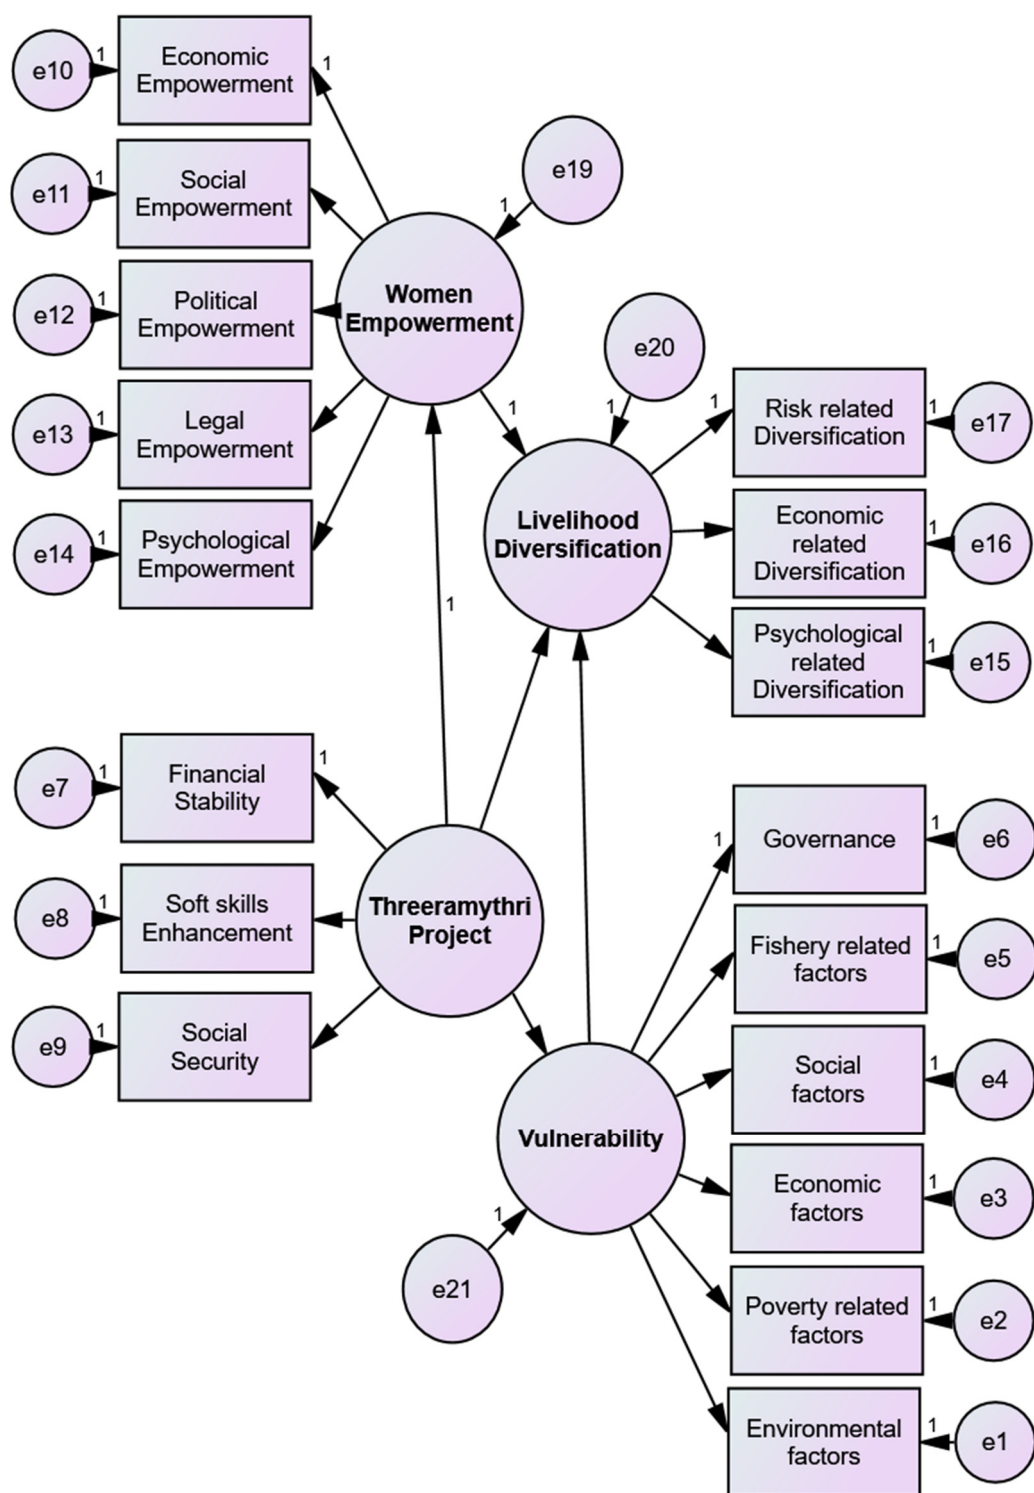 e10
1
Economic
Empowerment
1
e11
1
Social
Empowerment
e19
1
e12
1
Political
Empowerment
Women
Empowerment
e13
1
Legal
Empowerment
e14
1
Psychological
Empowerment
1
e20
1
1
1
Risk related
Diversification
1
e17
Livelihood
Diversification
Economic
related
Diversification
1
e16
Psychological
related
Diversification
1
e15
1
e7
1
Financial
Stability
1
e8
1
Soft skills
Enhancement
Threeramythri
Project
e9
1
Social
Security
1
Governance
1
e6
Fishery related
factors
1
e5
Social
factors
1
e4
Vulnerability
Economic
factors
1
e3
1
e21
Poverty related
factors
1
e2
Environmental
factors
1
e1